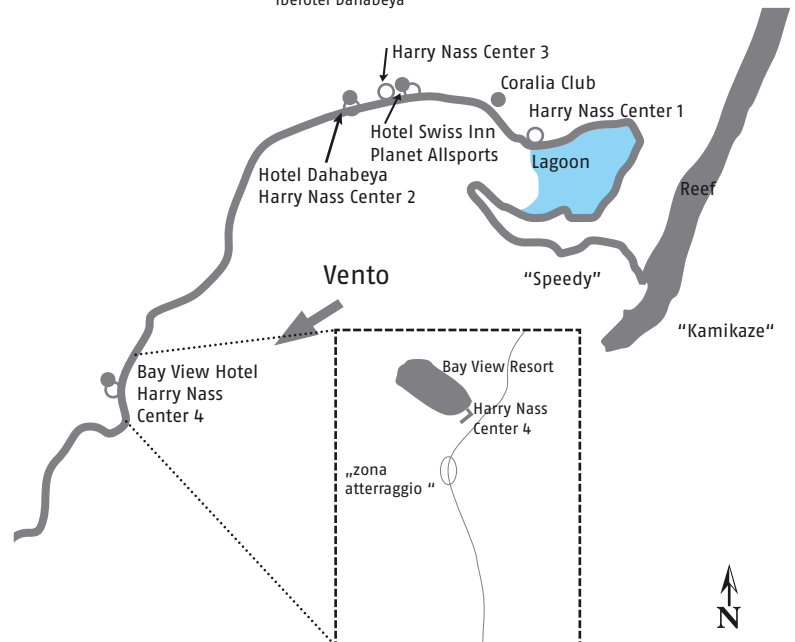 Iberotel Dahabeya
Harry Nass Center 3
Coralia Club
Harry Nass Center 1
Hotel Swiss Inn
Planet Allsports
Lagoon
Hotel Dahabeya
Harry Nass Center 2
Reef
Vento
“Speedy”
“Kamikaze“
Bay View Hotel
Harry Nass
Center 4
Bay View Resort
Harry Nass
Center 4
„zona
atterraggio “
N